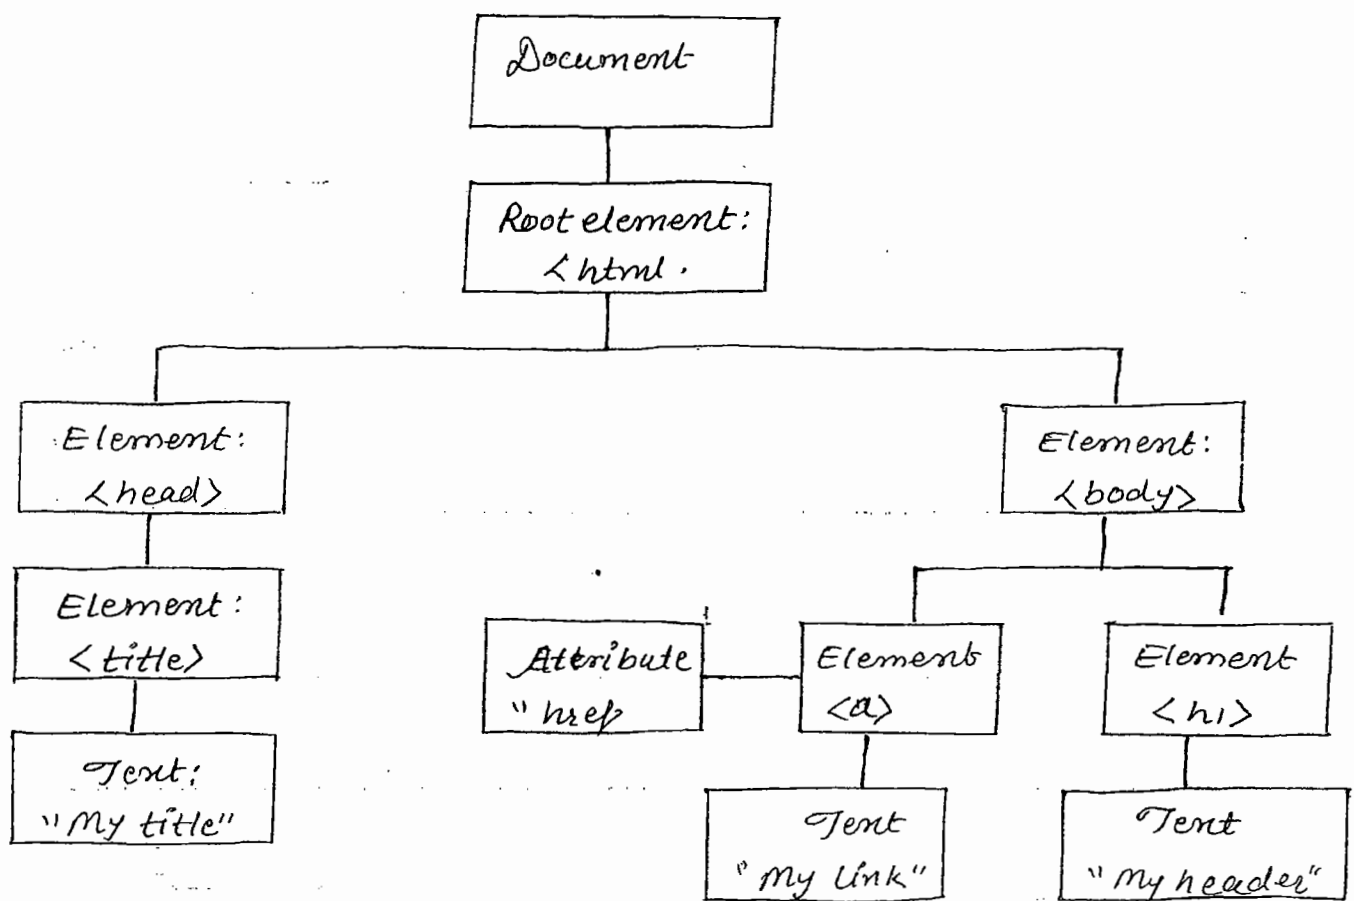 Document
Root element:
<html.
Element:
<head>
Element:
<body>
Element:
<title>
Attribute
"href
Element
<a>
Element
<h1>
Text:
"My title"
Text
"My link"
Text
"My header"